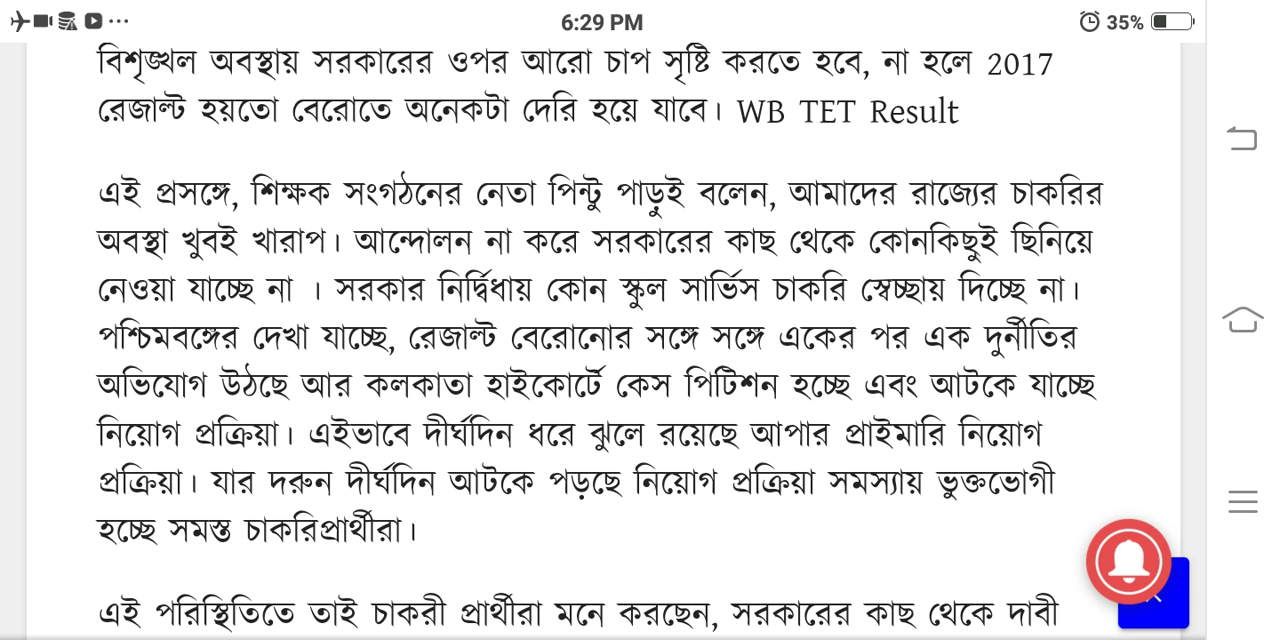 6:29 PM
35%
বিশৃঙ্খল অবস্থায় সরকারের ওপর আরো চাপ সৃষ্টি করতে হবে, না হলে 2017
রেজাল্ট হয়তো বেরোতে অনেকটা দেরি হয়ে যাবে। WB TET Result
এই প্রসঙ্গে, শিক্ষক সংগঠনের নেতা পিন্টু পাড়ুই বলেন, আমাদের রাজ্যের চাকরির
অবস্থা খুবই খারাপ। আন্দোলন না করে সরকারের কাছ থেকে কোনকিছুই ছিনিয়ে
নেওয়া যাচ্ছে না । সরকার নির্দ্বিধায় কোন স্কুল সার্ভিস চাকরি স্বেচ্ছায় দিচ্ছে না।
পশ্চিমবঙ্গের দেখা যাচ্ছে, রেজাল্ট বেরোনোর সঙ্গে সঙ্গে একের পর এক দুর্নীতির
অভিযোগ উঠছে আর কলকাতা হাইকোর্টে কেস পিটিশন হচ্ছে এবং আটকে যাচ্ছে
নিয়োগ প্রক্রিয়া। এইভাবে দীর্ঘদিন ধরে ঝুলে রয়েছে আপার প্রাইমারি নিয়োগ
প্রক্রিয়া। যার দরুন দীর্ঘদিন আটকে পড়ছে নিয়োগ প্রক্রিয়া সমস্যায় ভুক্তভোগী
হচ্ছে সমস্ত চাকরিপ্রার্থীরা।
এই পরিস্থিতিতে তাই চাকরী প্রার্থীরা মনে করছেন, সরকারের কাছ থেকে দাবী